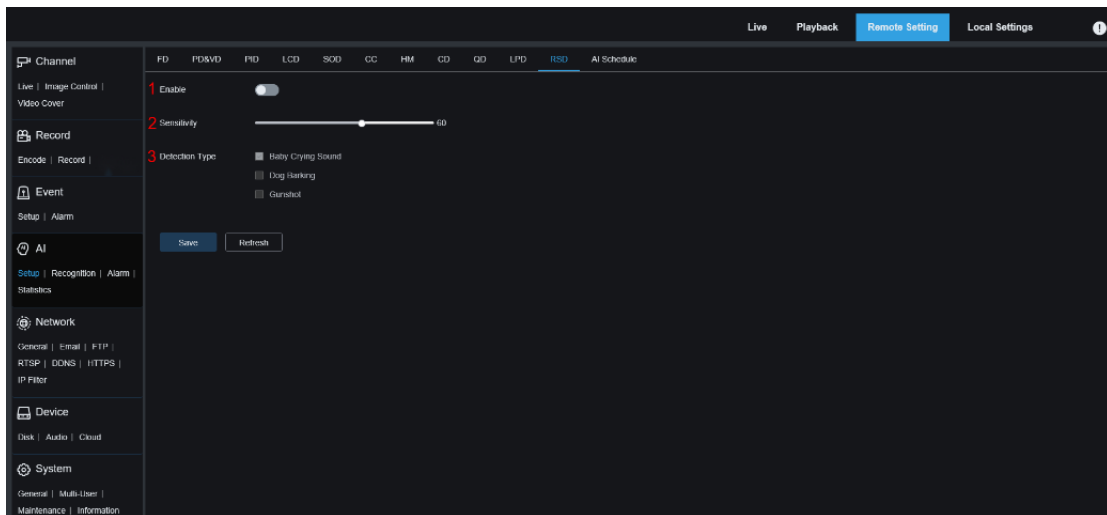 Live Playback Remote Setting Local Settings
Channel
Live | Image Control |
Video Cover
Record
Encode | Record |
Event
Setup | Alarm
AI
Setup | Recognition | Alarm |
Statistics
Network
General | Email | FTP |
RTSP | DDNS | HTTPS |
IP Filter
Device
Disk | Audio | Cloud
System
General | Multi-User |
Maintenance | Information
FD PD&VD PID LCD SOD CC HM CD QD LPD RSD AI Schedule
1 Enable
2 Sensitivity 60
3 Detection Type Baby Crying Sound
Dog Barking
Gunshot
Save Refresh